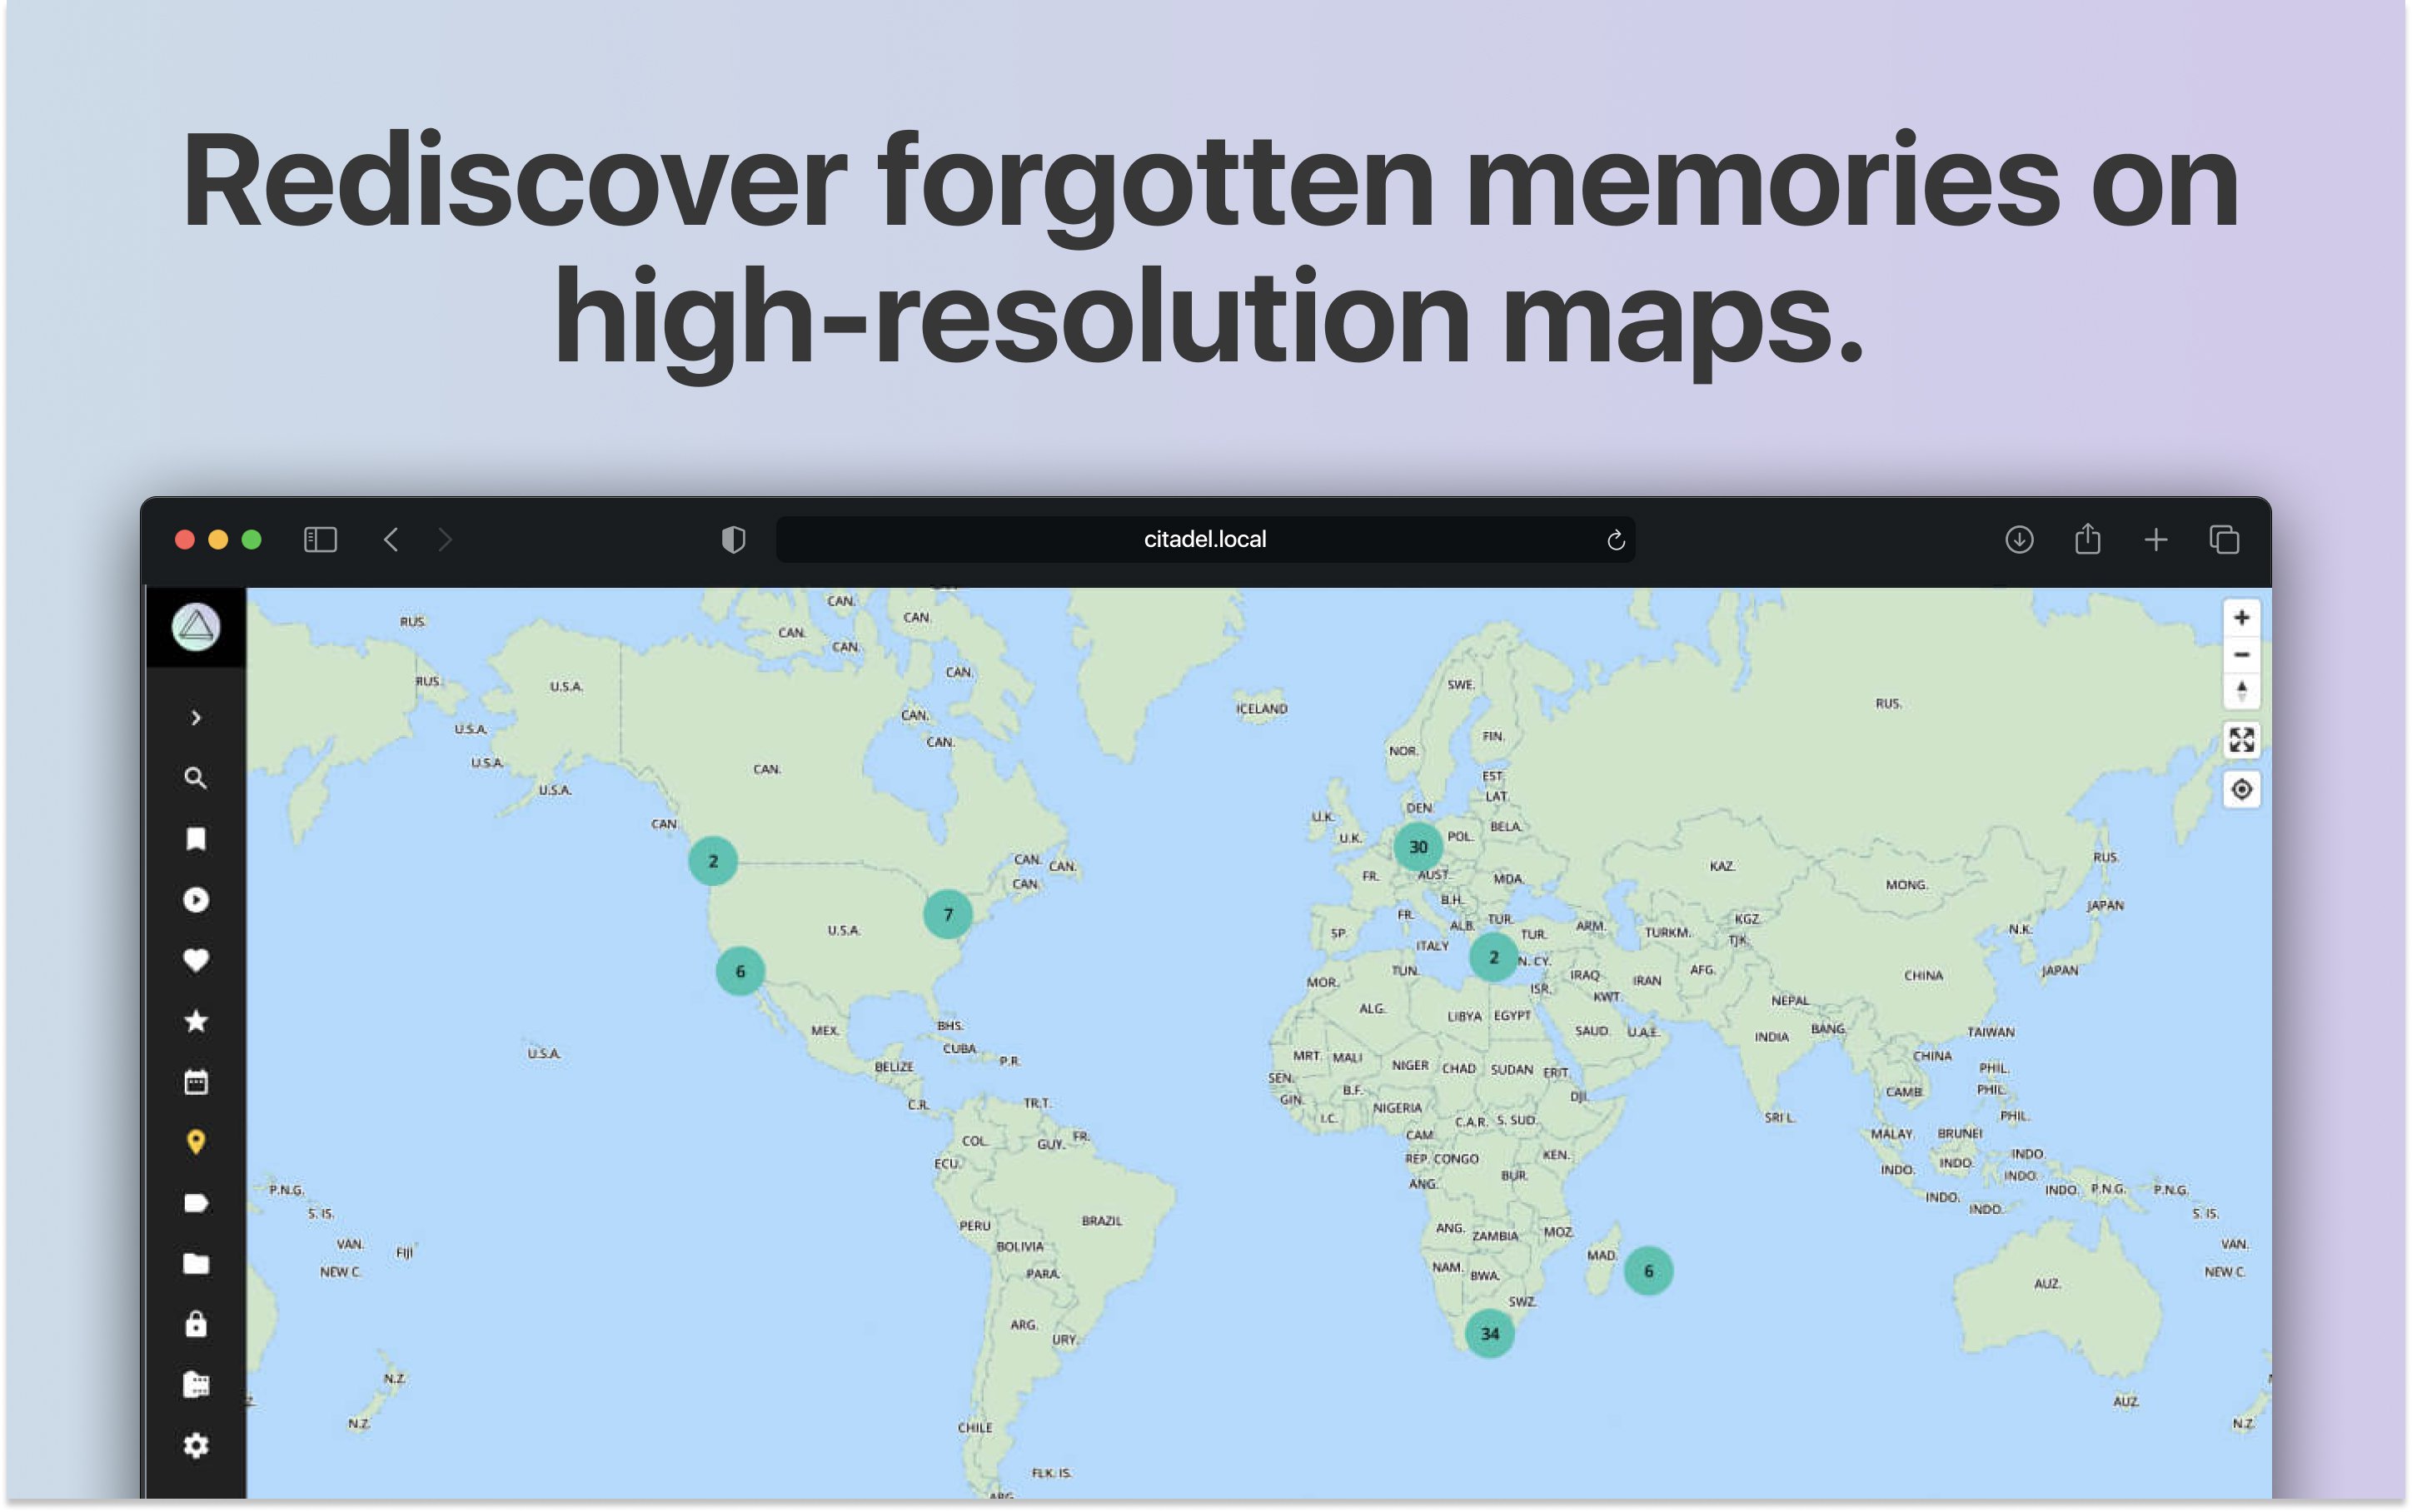 Rediscover forgotten memories on
high-resolution maps.
citadel.local
CAN.
RUS.
CAN.
CAN.
CAN.
CAN.
RUS.
U.S.A.
SWE.
RUS.
ICELAND
CAN.
U.S.A.
FIN.
CAN.
NOR.
U.S.A.
CAN.
EST.
U.S.A.
LAT.
DEN.
U.K.
CAN.
BELA.
U.K.
POL.
30
2
CAN.
CAN.
RUS.
KAZ.
FR.
AUST.
MDA.
CAN.
MONG.
B.H.
JAPAN
7
FR.
TUR.
KGZ.
ALB.
ARM.
U.S.A.
SP.
TUR.
TURKM.
N.K.
TJK.
ITALY
2
N. CY.
6
TUN.
IRAQ
AFG.
JAPAN
CHINA
MOR.
IRAN
ISR.
KWT.
NEPAL
ALG.
LIBYA
EGYPT
BHS.
MEX.
SAUD.
U.A.E.
BANG.
TAIWAN
INDIA
CUBA
U.S.A.
MRT.
MALI
CHINA
P.R.
BELIZE
NIGER
CHAD
SUDAN
ERIT.
PHIL.
SEN.
B.F.
PHIL.
CAMB.
DJI.
GIN.
C.R.
TR.T.
NIGERIA
I.C.
C.A.R.
S. SUD.
SRI L.
PHIL.
CAM.
MALAY.
BRUNEI
COL.
GUY.
FR.
REP. CONGO
KEN.
INDO.
ECU.
INDO.
INDO.
BUR.
INDO.
ANG.
P.N.G.
INDO.
P.N.G.
P.N.G.
INDO.
S. IS.
INDO.
S. IS.
PERU
BRAZIL
ANG.
ZAMBIA
MOZ.
VAN.
FIJI
BOLIVIA
MAD.
VAN.
NEW C.
PARA.
NAM.
BWA.
6
NEW C.
AUZ.
SWZ.
ARG.
34
URY.
N.Z.
AUZ.
N.Z.
CHILE
N.Z.
FLK. IS.
ARG.